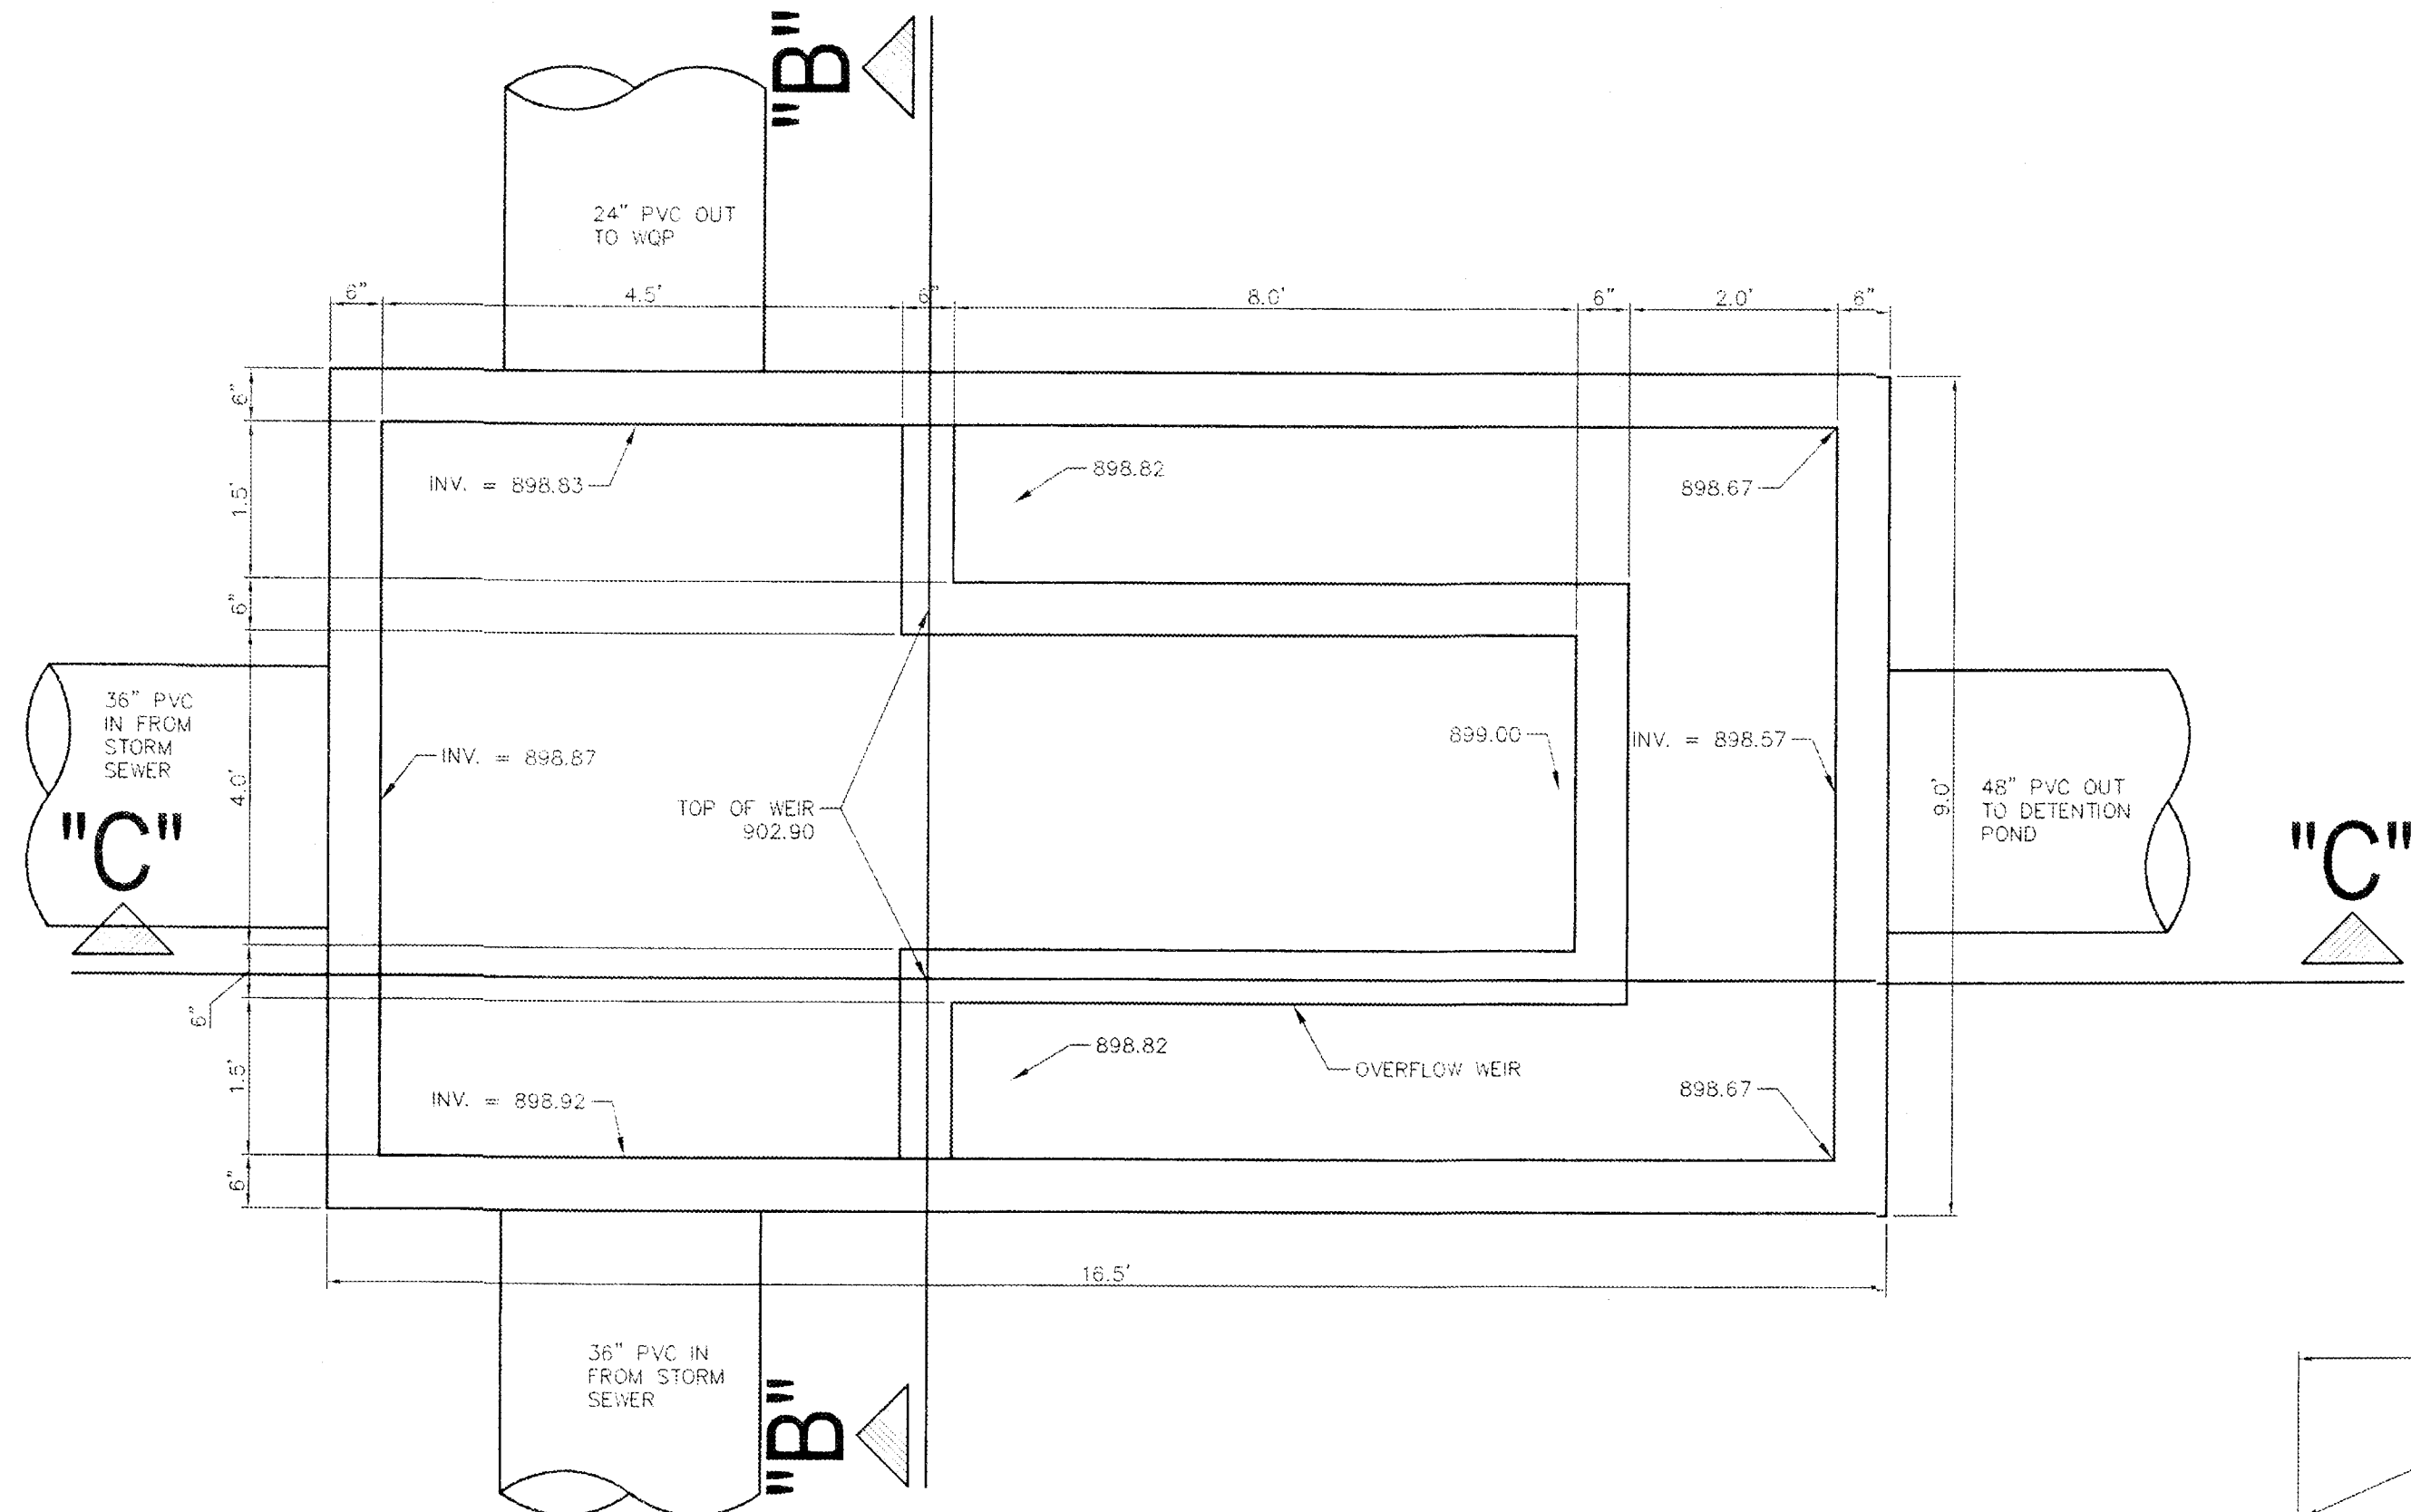 "B"
24" PVC OUT
TO WQP
6"
4.5'
6"
8.0'
6"
2.0'
6"
6"
1.5'
6"
4.0'
6"
1.5'
6"
INV. = 898.83
898.82
898.67
36" PVC
IN FROM
STORM
SEWER
"C"
INV. = 898.87
TOP OF WEIR
902.90
899.00
INV. = 898.57
9.0'
48" PVC OUT
TO DETENTION
POND
"C"
898.82
OVERFLOW WEIR
INV. = 898.92
898.67
16.5'
36" PVC IN
FROM STORM
SEWER
"B"